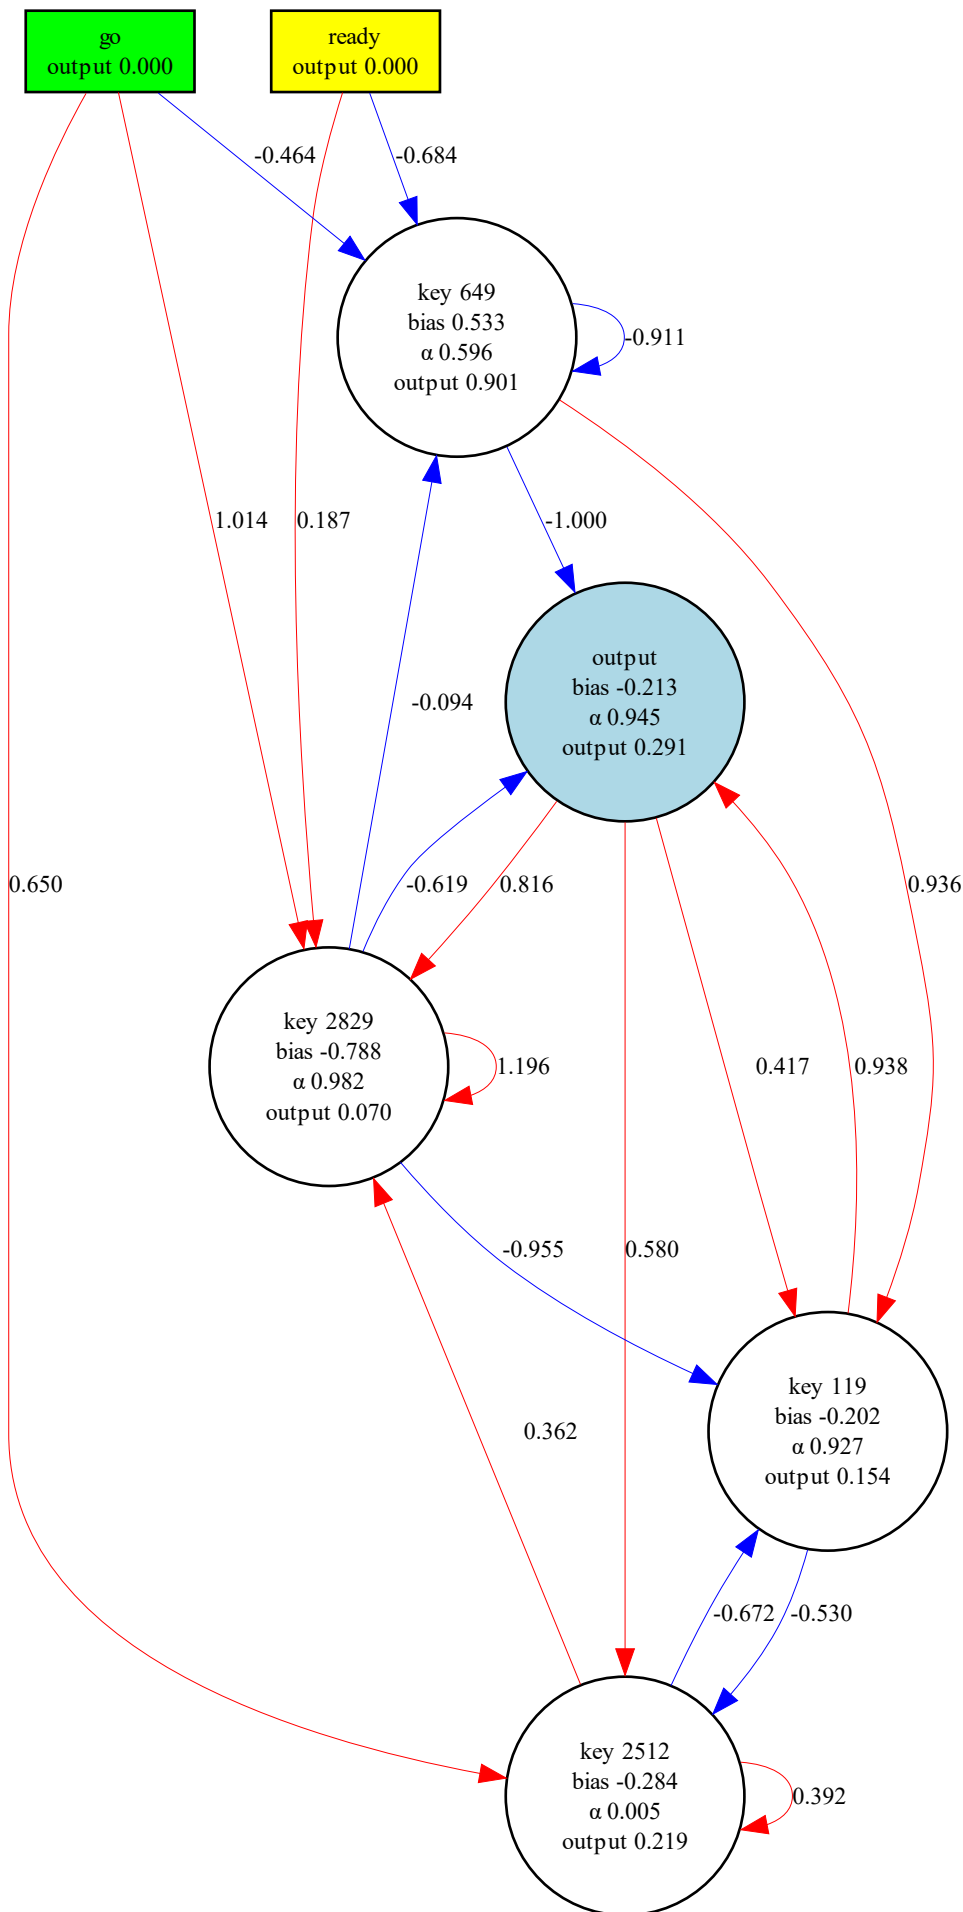 go
output 0.000
ready
output 0.000
-0.464
-0.684
key 649
bias 0.533
α 0.596
output 0.901
-0.911
1.014
0.187
-1.000
output
bias -0.213
α 0.945
output 0.291
-0.094
0.650
-0.619
0.816
0.936
key 2829
bias -0.788
α 0.982
output 0.070
1.196
0.417
0.938
-0.955
0.580
key 119
bias -0.202
α 0.927
output 0.154
0.362
-0.672
-0.530
key 2512
bias -0.284
α 0.005
output 0.219
0.392